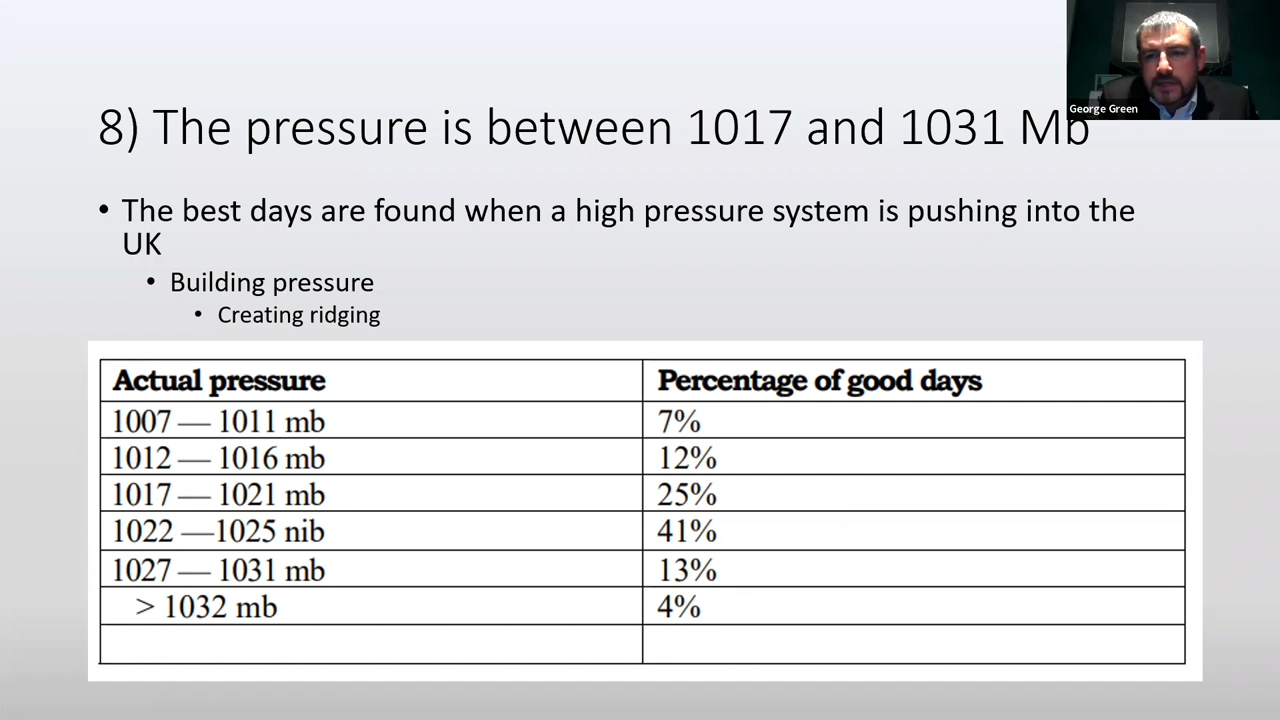 George Green
8) The pressure is between 1017 and 1031 Mb
• The best days are found when a high pressure system is pushing into the
UK
• Building pressure
• Creating ridging
Actual pressure Percentage of good days
1007 — 1011 mb 7%
1012 — 1016 mb 12%
1017 — 1021 mb 25%
1022 —1025 nib 41%
1027 — 1031 mb 13%
> 1032 mb 4%